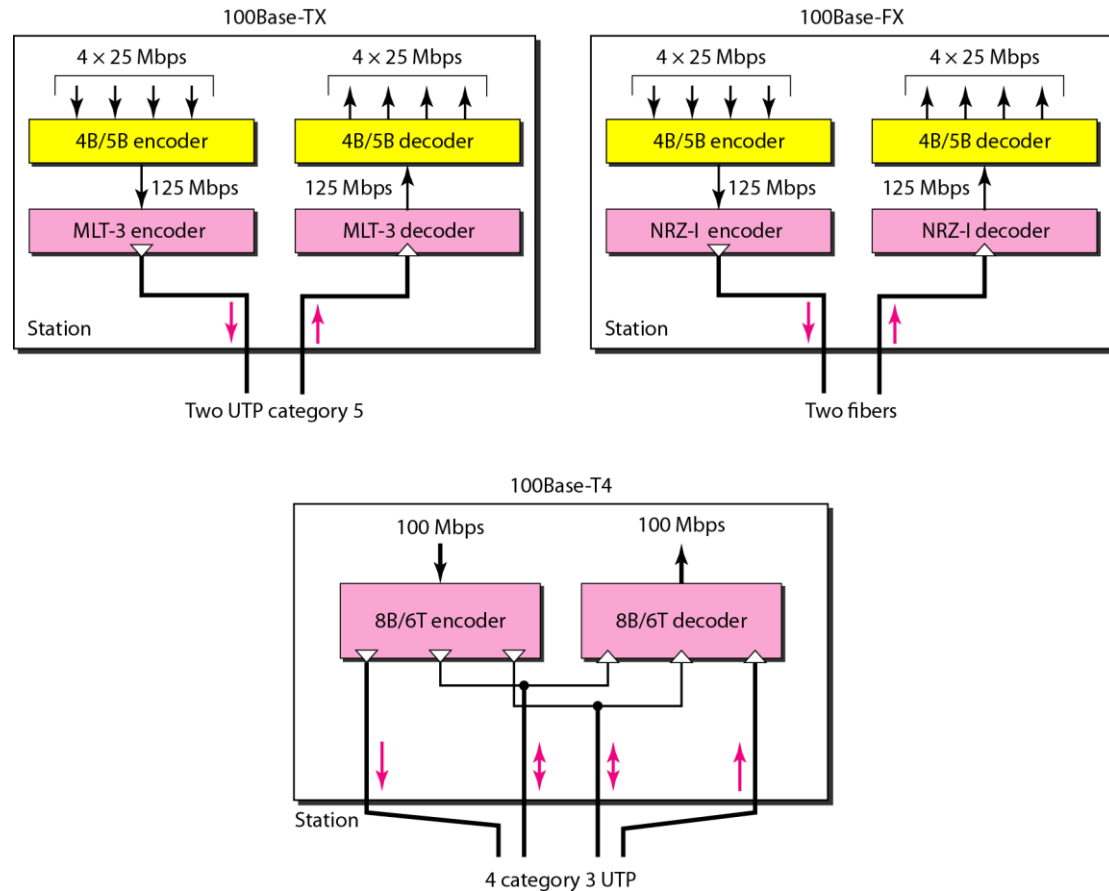 100Base-TX
4 × 25 Mbps
4 × 25 Mbps
4B/5B encoder
4B/5B decoder
125 Mbps
125 Mbps
MLT-3 encoder
MLT-3 decoder
Station
Two UTP category 5
100Base-FX
4 × 25 Mbps
4 × 25 Mbps
4B/5B encoder
4B/5B decoder
125 Mbps
125 Mbps
NRZ-I encoder
NRZ-I decoder
Station
Two fibers
100Base-T4
100 Mbps
100 Mbps
8B/6T encoder
8B/6T decoder
Station
4 category 3 UTP